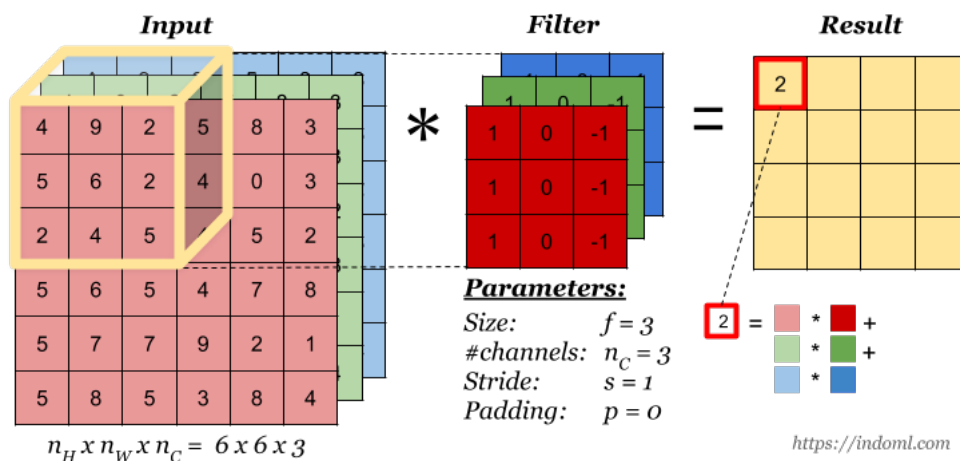 Input Filter Result
4 9 2 5 8 3
5 6 2 4 0 3
2 4 5 5 2
5 6 5 4 7 8
5 7 7 9 2 1
5 8 5 3 8 4
n_H x n_W x n_C = 6 x 6 x 3
*
1 0 -1
1 0 -1
1 0 -1
1 0 -1
=
2
Parameters:
Size: f = 3
#channels: n_C = 3
Stride: s = 1
Padding: p = 0
2 = * +
* +
*
https://indoml.com